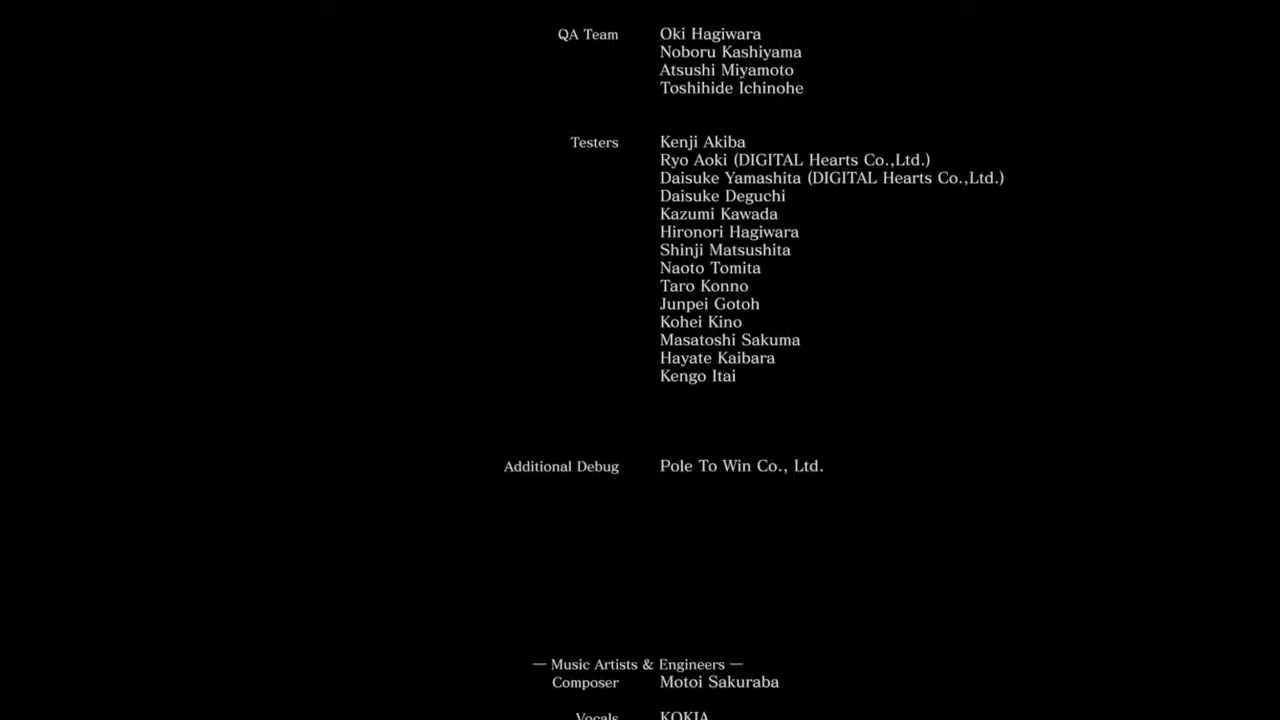 QA Team Oki Hagiwara
Noboru Kashiyama
Atsushi Miyamoto
Toshihide Ichinohe
Testers Kenji Akiba
Ryo Aoki (DIGITAL Hearts Co.,Ltd.)
Daisuke Yamashita (DIGITAL Hearts Co.,Ltd.)
Daisuke Deguchi
Kazumi Kawada
Hironori Hagiwara
Shinji Matsushita
Naoto Tomita
Taro Konno
Junpei Gotoh
Kohei Kino
Masatoshi Sakuma
Hayate Kaibara
Kengo Itai
Additional Debug Pole To Win Co., Ltd.
— Music Artists & Engineers —
Composer Motoi Sakuraba
Vocals KOKIA